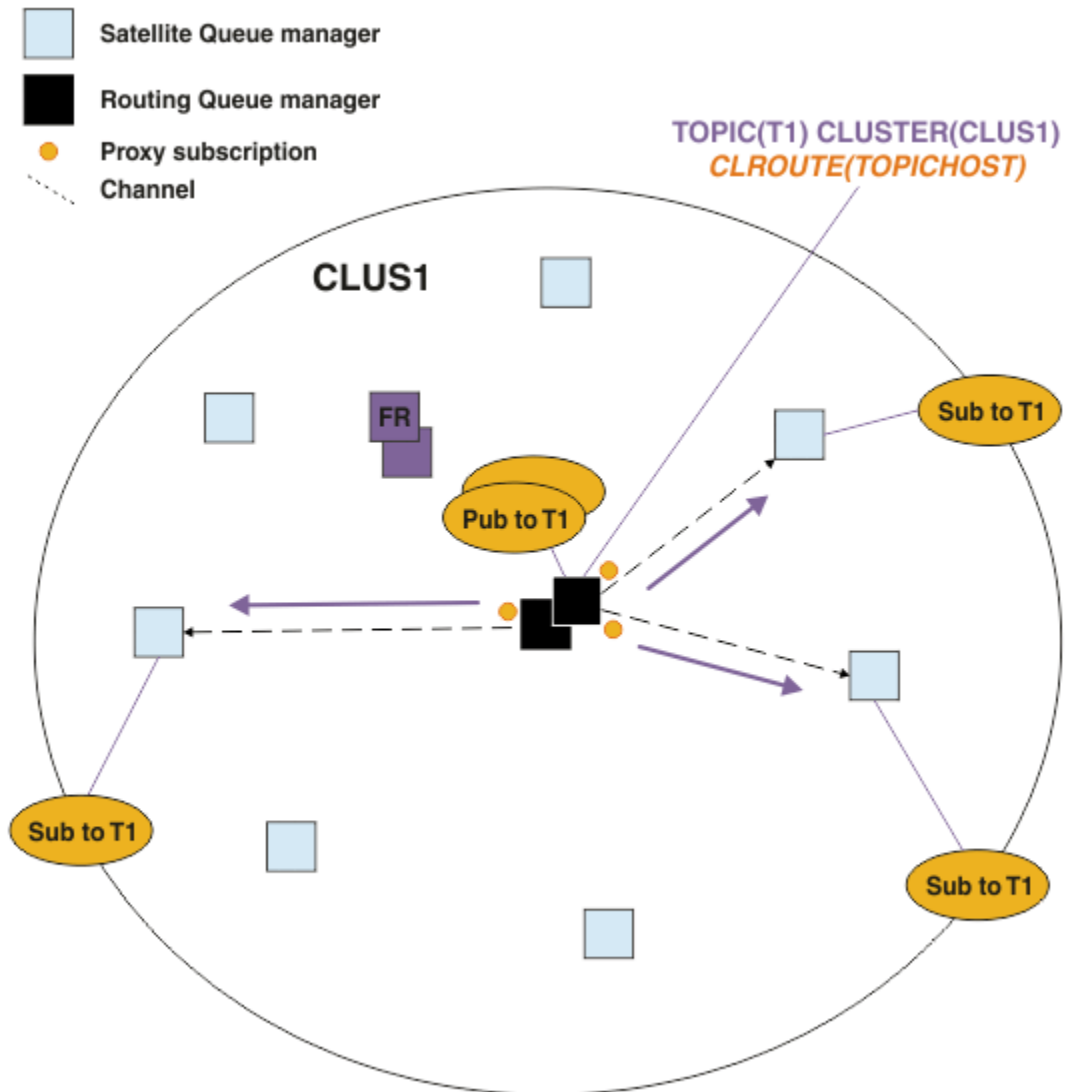 Satellite Queue manager
Routing Queue manager
Proxy subscription
Channel
TOPIC(T1) CLUSTER(CLUS1)
CLROUTE(TOPICHOST)
CLUS1
FR
Sub to T1
Pub to T1
Sub to T1
Sub to T1